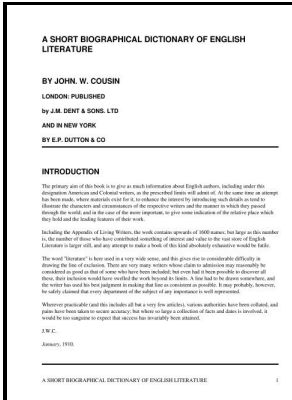 A SHORT BIOGRAPHICAL DICTIONARY OF ENGLISH
LITERATURE
BY JOHN. W. COUSIN
LONDON: PUBLISHED
by J.M. DENT & SONS. LTD
AND IN NEW YORK
BY E.P. DUTTON & CO
INTRODUCTION
The primary aim of this book is to give as much information about English authors, including under this
designation American and Colonial writers, as the prescribed limits will admit of. At the same time an attempt
has been made, where materials exist for it, to enhance the interest by introducing such details as tend to
illustrate the characters and circumstances of the respective writers and the manner in which they passed
through the world; and in the case of the more important, to give some indication of the relative place which
they hold and the leading features of their work.
Including the Appendix of Living Writers, the work contains upwards of 1600 names; but large as this number
is, the number of those who have contributed something of interest and value to the vast store of English
Literature is larger still, and any attempt to make a book of this kind absolutely exhaustive would be futile.
The word "literature" is here used in a very wide sense, and this gives rise to considerable difficulty in
drawing the line of exclusion. There are very many writers whose claim to admission may reasonably be
considered as good as that of some who have been included; but even had it been possible to discover all
these, their inclusion would have swelled the work beyond its limits. A line had to be drawn somewhere, and
the writer has used his best judgment in making that line as consistent as possible. It may probably, however,
be safely claimed that every department of the subject of any importance is well represented.
Wherever practicable (and this includes all but a very few articles), various authorities have been collated, and
pains have been taken to secure accuracy; but where so large a collection of facts and dates is involved, it
would be too sanguine to expect that success has invariably been attained.
J.W.C.
January, 1910.
A SHORT BIOGRAPHICAL DICTIONARY OF ENGLISH LITERATURE 1